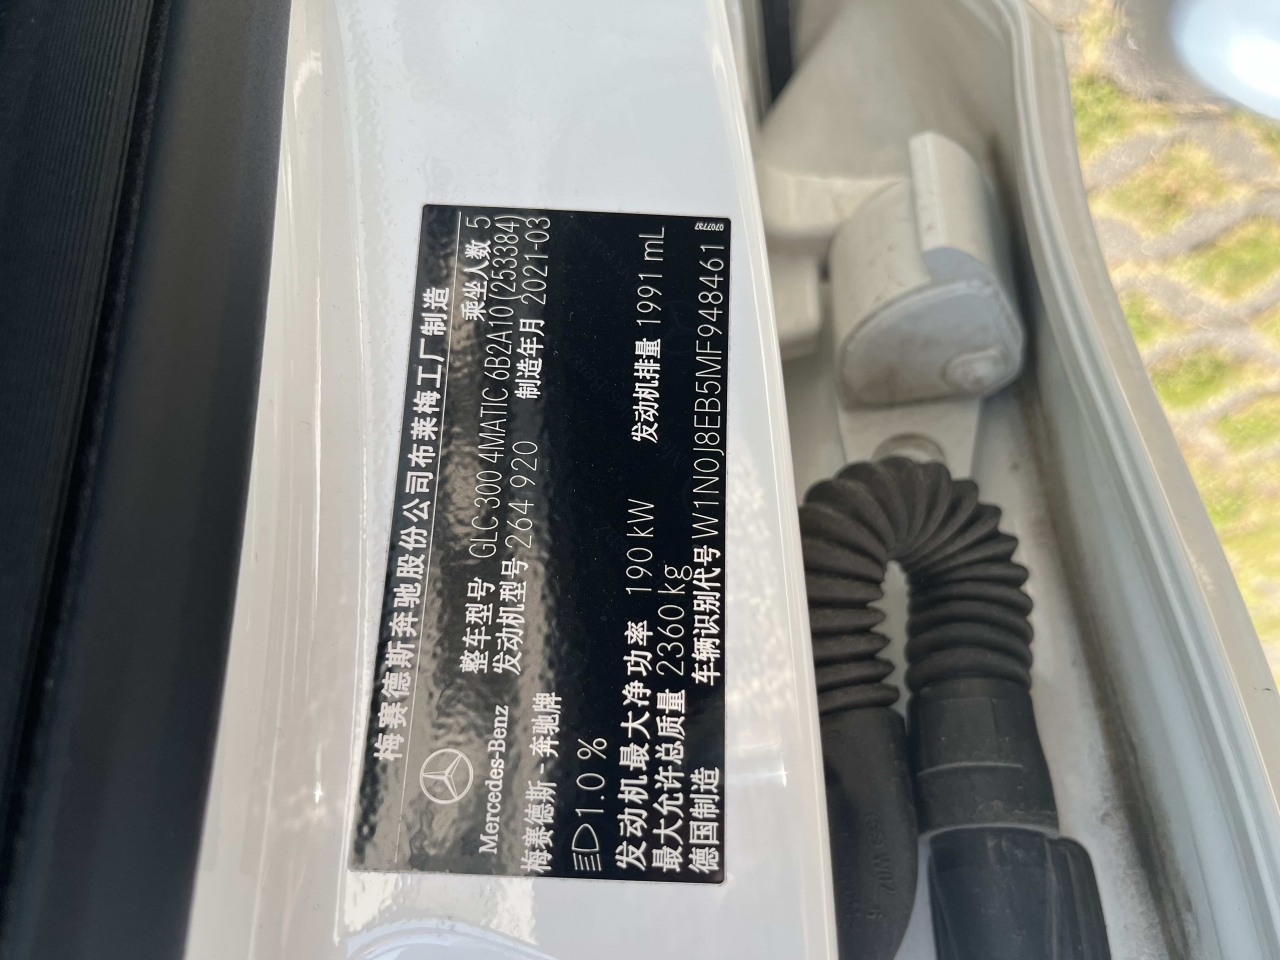 梅赛德斯奔驰股份公司布莱梅工厂制造
Mercedes-Benz
梅赛德斯-奔驰牌
整车型号 GLC 300 4MATIC 6B2A10(253384) 乘坐人数 5
发动机型号 264 920 制造年月 2021-03
1.0 %
发动机最大净功率 190 kW 发动机排量 1991 mL
最大允许总质量 2360 kg
德国制造 车辆识别代号 W1N0J8EB5MF948461
0707737